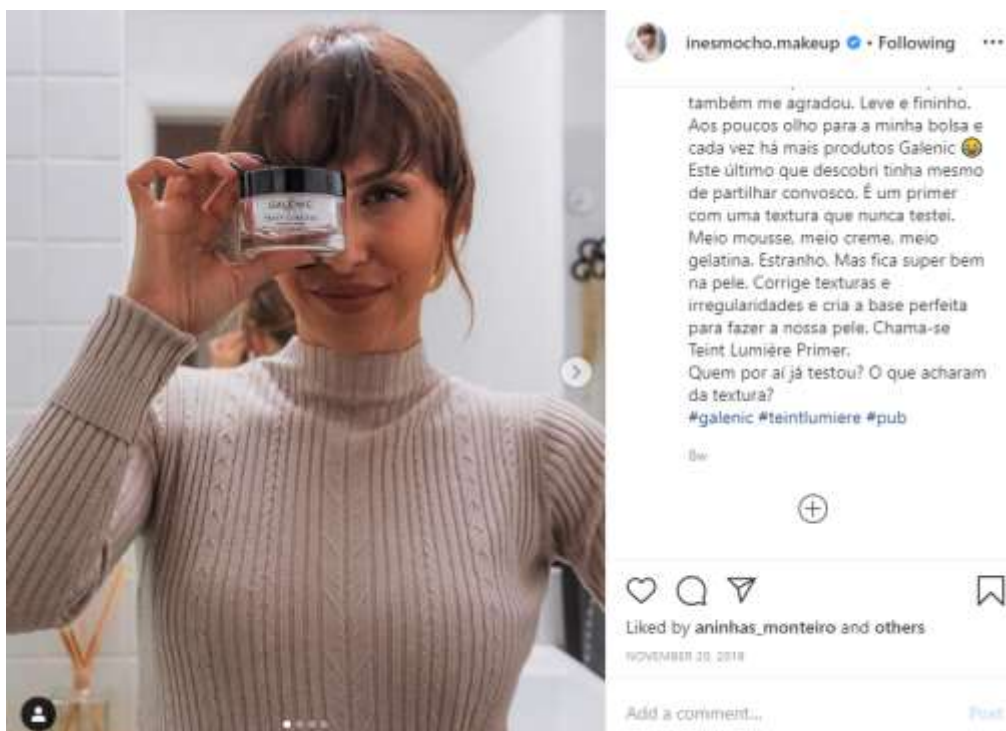 inesmocho.makeup • Following
também me agradou. Leve e fininho.
Aos poucos olho para a minha bolsa e
cada vez há mais produtos Galenic 😂
Este último que descobri tinha mesmo
de partilhar convosco. É um primer
com uma textura que nunca testei.
Meio mousse, meio creme, meio
gelatina. Estranho. Mas fica super bem
na pele. Corrige texturas e
irregularidades e cria a base perfeita
para fazer a nossa pele. Chama-se
Teint Lumière Primer.
Quem por aí já testou? O que acharam
da textura?
#galenic #teintlumiere #pub
8w
Liked by aninhas_monteiro and others
Add a comment...
Post
GALÉNIC
TEINT LUMIÈRE